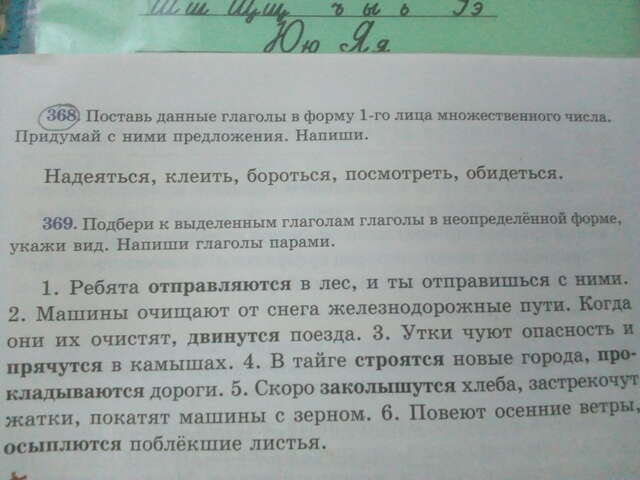 Шш Щщ ъ ы ь Ээ
Юю Яя
368. Поставь данные глаголы в форму 1-го лица множественного числа.
Придумай с ними предложения. Напиши.
Надеяться, клеить, бороться, посмотреть, обидеться.
369. Подбери к выделенным глаголам глаголы в неопределённой форме,
укажи вид. Напиши глаголы парами.
1. Ребята отправляются в лес, и ты отправишься с ними.
2. Машины очищают от снега железнодорожные пути. Когда
они их очистят, двинутся поезда. 3. Утки чуют опасность и
прячутся в камышах. 4. В тайге строятся новые города, про-
кладываются дороги. 5. Скоро заколышутся хлеба, застрекочут
жатки, покатят машины с зерном. 6. Повеют осенние ветры,
осыплются поблёкшие листья.